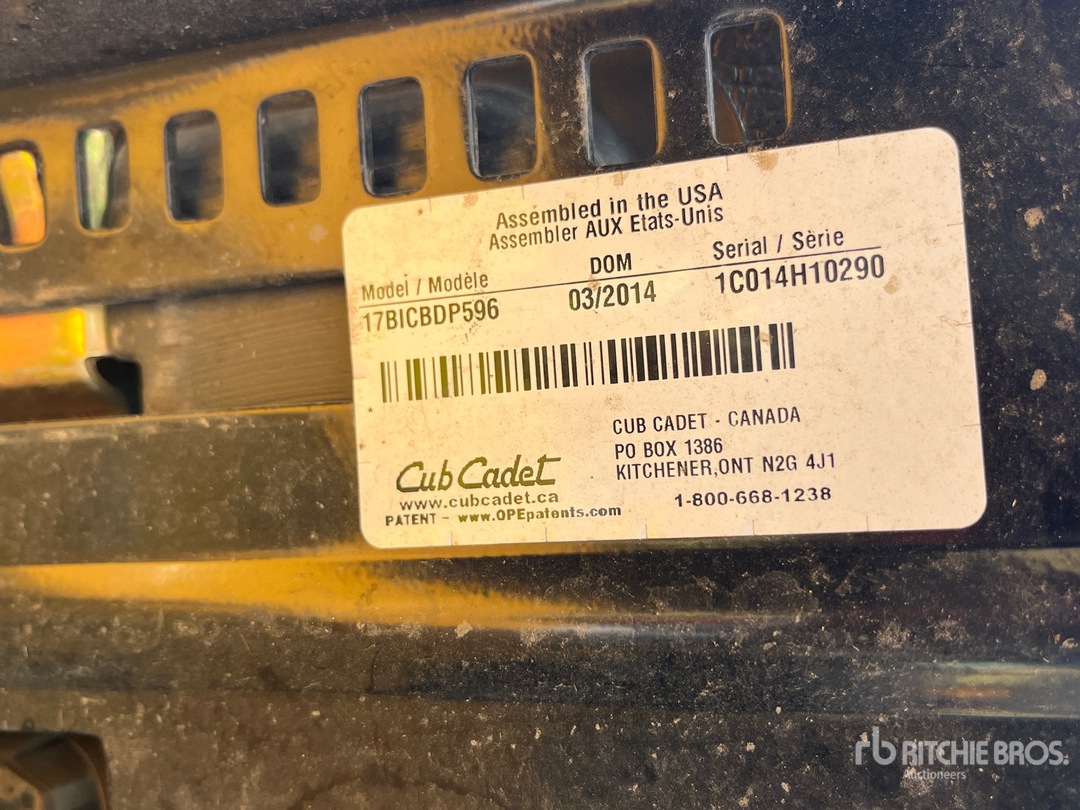 Assembled in the USA
Assembler AUX Etats-Unis
Model / Modèle DOM Serial / Série
17BICBDP596 03/2014 1C014H10290
CUB CADET - CANADA
PO BOX 1386
KITCHENER,ONT N2G 4J1
1-800-668-1238
Cub Cadet
www.cubcadet.ca
PATENT - www.OPEpatents.com
rb RITCHIE BROS.
Auctioneers